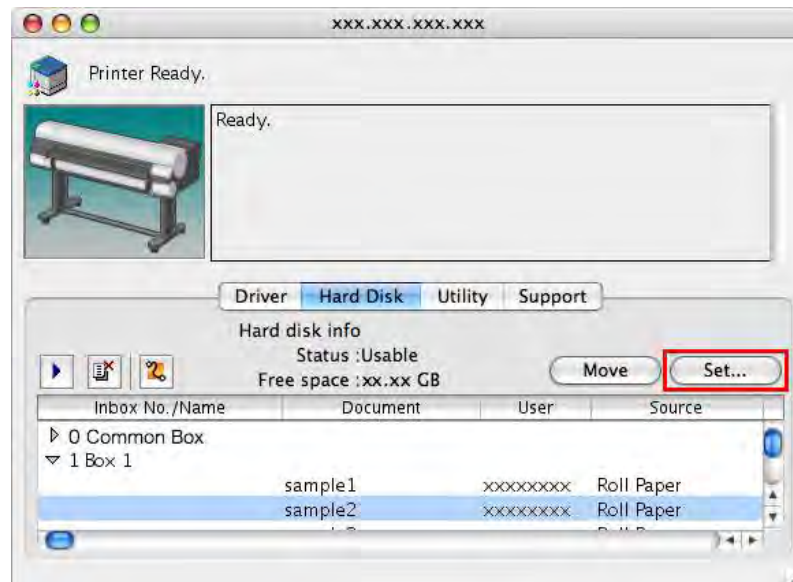 xxx.xxx.xxx.xxx
Printer Ready.
Ready.
Driver Hard Disk Utility Support
Hard disk info
Status :Usable
Free space :xx.xx GB
Move Set...
Inbox No./Name Document User Source
0 Common Box
1 Box 1
sample1 xxxxxxxx Roll Paper
sample2 xxxxxxxx Roll Paper